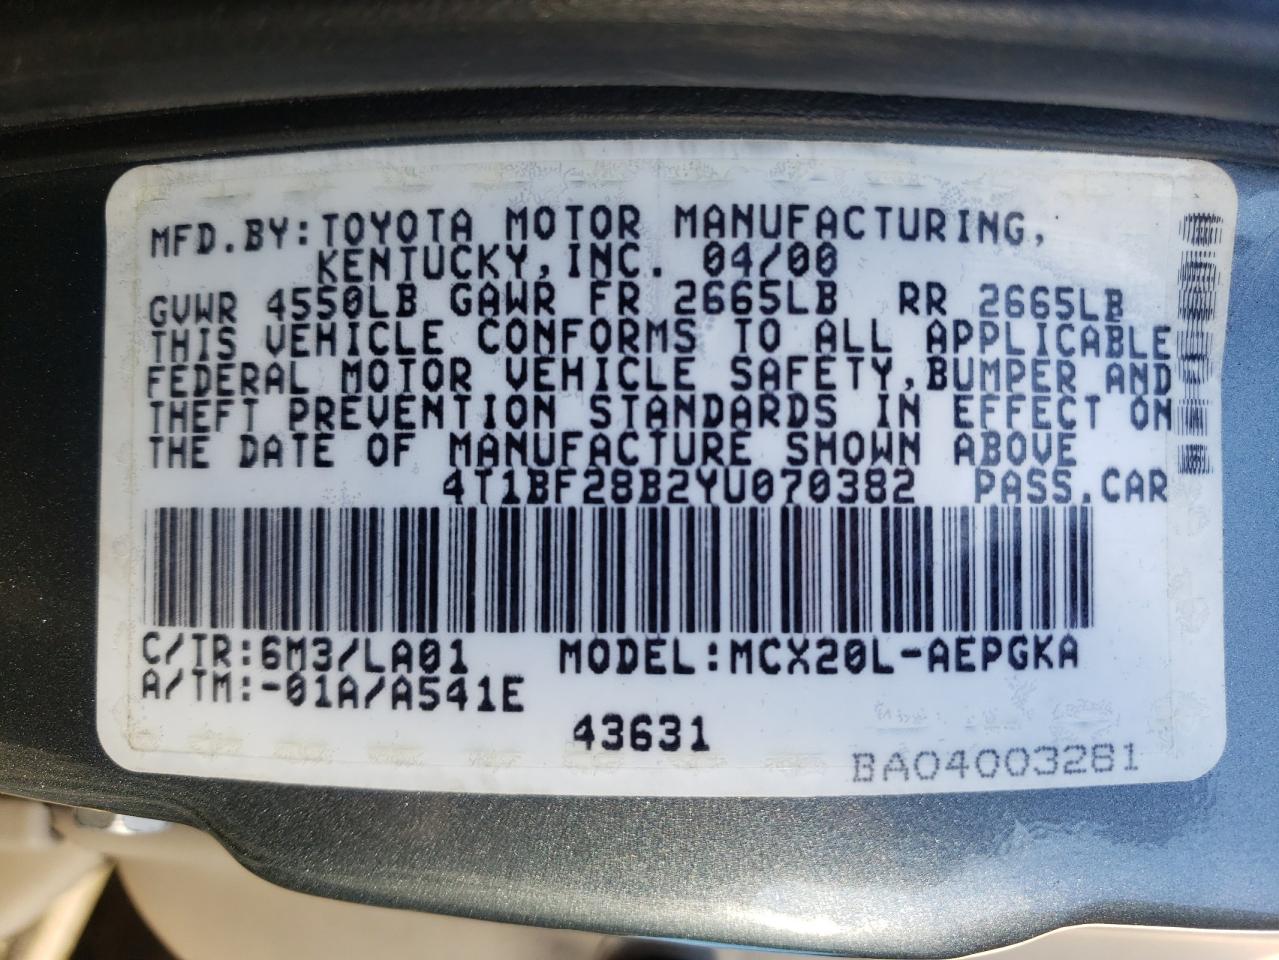 MFD.BY:TOYOTA MOTOR MANUFACTURING,
KENTUCKY,INC. 04/00
GVWR 4550LB GAWR FR 2665LB RR 2665LB
THIS VEHICLE CONFORMS TO ALL APPLICABLE
FEDERAL MOTOR VEHICLE SAFETY,BUMPER AND
THEFT PREVENTION STANDARDS IN EFFECT ON
THE DATE OF MANUFACTURE SHOWN ABOVE
4T1BF28B2YU070382 PASS.CAR
C/TR:6M3/LA01 MODEL:MCX20L-AEPGKA
A/TM:-01A/A541E
43631
BA04003281